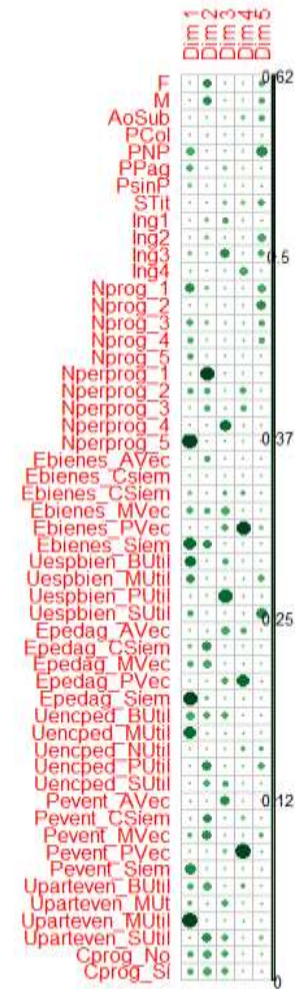 Dim 1
Dim 2
Dim 3
Dim 4
Dim 5
F
M
AoSub
PCol
PNP
PPag
PsinP
STit
Ing1
Ing2
Ing3
Ing4
Nprog_1
Nprog_2
Nprog_3
Nprog_4
Nprog_5
Nperprog_1
Nperprog_2
Nperprog_3
Nperprog_4
Nperprog_5
Ebienes_AVec
Ebienes_Csiem
Ebienes_CSiem
Ebienes_MVec
Ebienes_PVec
Ebienes_Siem
Uespbien_BUtil
Uespbien_MUtil
Uespbien_PUtil
Uespbien_SUtil
Epedag_AVec
Epedag_CSiem
Epedag_MVec
Epedag_PVec
Epedag_Siem
Uencped_BUtil
Uencped_MUtil
Uencped_NUtil
Uencped_PUtil
Uencped_SUtil
Pevent_AVec
Pevent_CSiem
Pevent_MVec
Pevent_PVec
Pevent_Siem
Uparteven_BUtil
Uparteven_MUt
Uparteven_MUtil
Uparteven_SUtil
Cprog_No
Cprog_Si
0.62
0.5
0.37
0.25
0.12
0